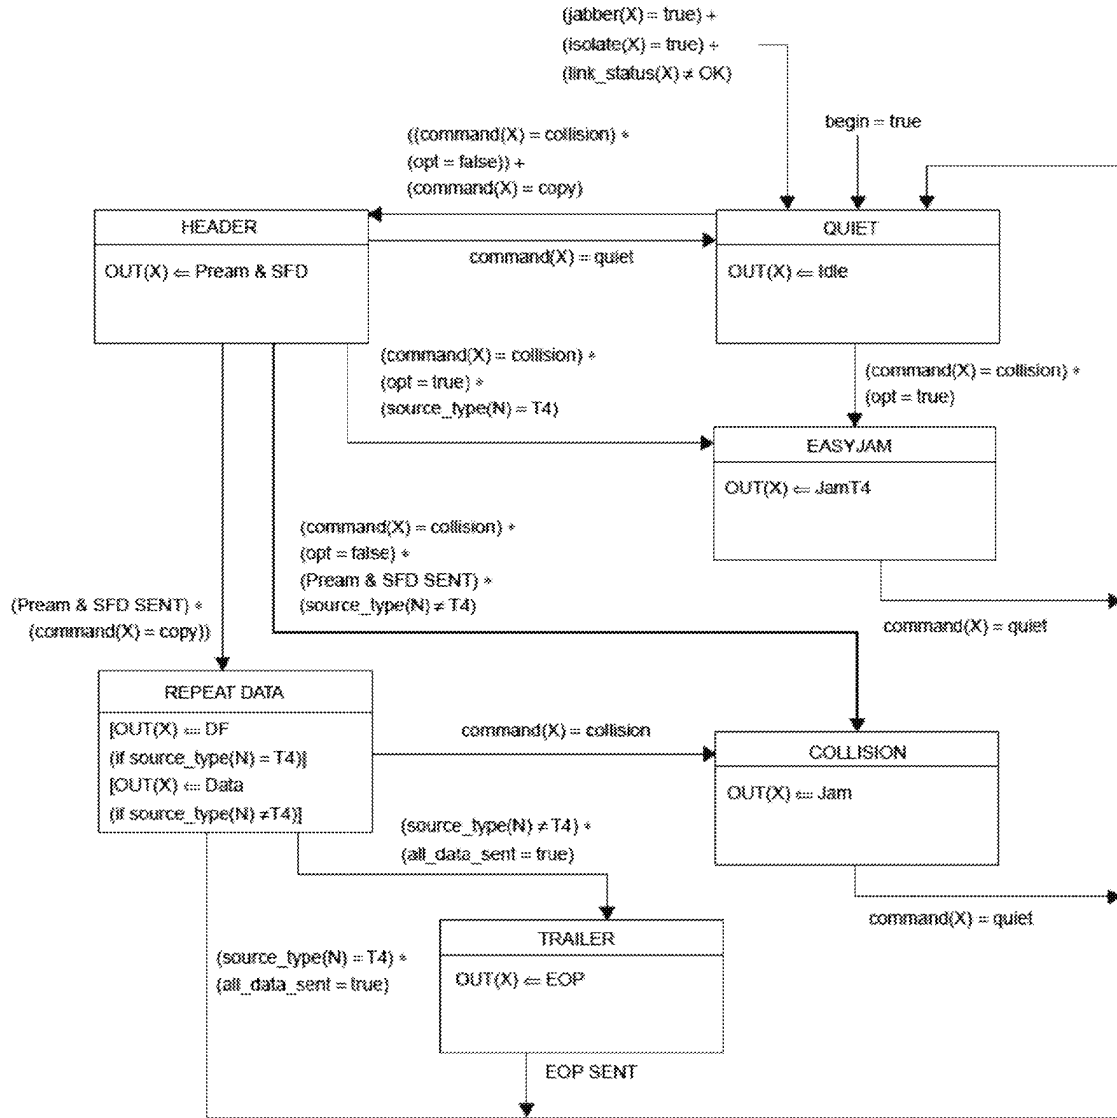 (jabber(X) = true) +
(isolate(X) = true) +
(link_status(X) ≠ OK)
begin = true
((command(X) = collision) *
(opt = false)) +
(command(X) = copy)
HEADER
OUT(X) ⇐ Pream & SFD
command(X) = quiet
QUIET
OUT(X) ⇐ Idle
(command(X) = collision) *
(opt = true) *
(source_type(N) = T4)
(command(X) = collision) *
(opt = true)
EASYJAM
OUT(X) ⇐ JamT4
command(X) = quiet
(command(X) = collision) *
(opt = false) *
(Pream & SFD SENT) *
(source_type(N) ≠ T4)
(Pream & SFD SENT) *
(command(X) = copy))
REPEAT DATA
[OUT(X) ⇐ DF
(if source_type(N) = T4)]
[OUT(X) ⇐ Data
(if source_type(N) ≠T4)]
command(X) = collision
COLLISION
OUT(X) ⇐ Jam
command(X) = quiet
(source_type(N) ≠ T4) *
(all_data_sent = true)
TRAILER
OUT(X) ⇐ EOP
(source_type(N) = T4) *
(all_data_sent = true)
EOP SENT